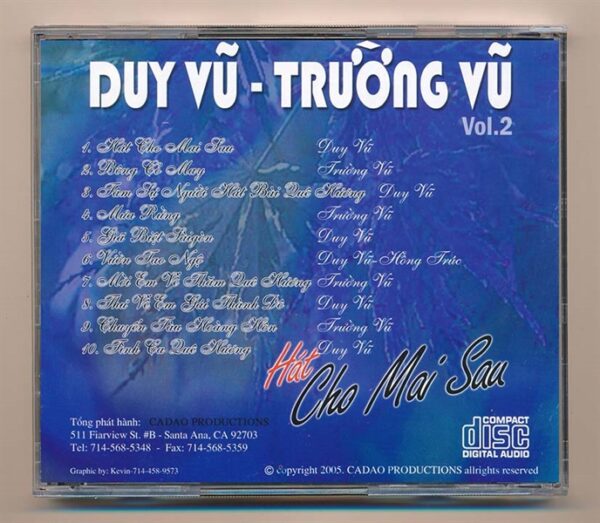 DUY VŨ - TRƯỜNG VŨ
Vol.2
1. Hát Cho Mai Sau Duy Vũ
2. Bông Cỏ May Trường Vũ
3. Tâm Sự Người Hát Bài Quê Hương Duy Vũ
4. Mưa Rừng Trường Vũ
5. Giã Biệt Saigon Duy Vũ
6. Vườn Tao Ngộ Duy Vũ-Hồng Trúc
7. Mời Em Về Thăm Quê Hương Trường Vũ
8. Thư Về Em Gái Thành Đô Duy Vũ
9. Chuyến Tàu Hoàng Hôn Trường Vũ
10. Tình Ca Quê Hương Duy Vũ
Hát Cho Mai Sau
Tổng phát hành: CADAO PRODUCTIONS
511 Fiarview St. #B - Santa Ana, CA 92703
Tel: 714-568-5348 - Fax: 714-568-5359
COMPACT
disc
DIGITAL AUDIO
Graphic by: Kevin-714-458-9573
© copyright 2005. CADAO PRODUCTIONS allrights reserved